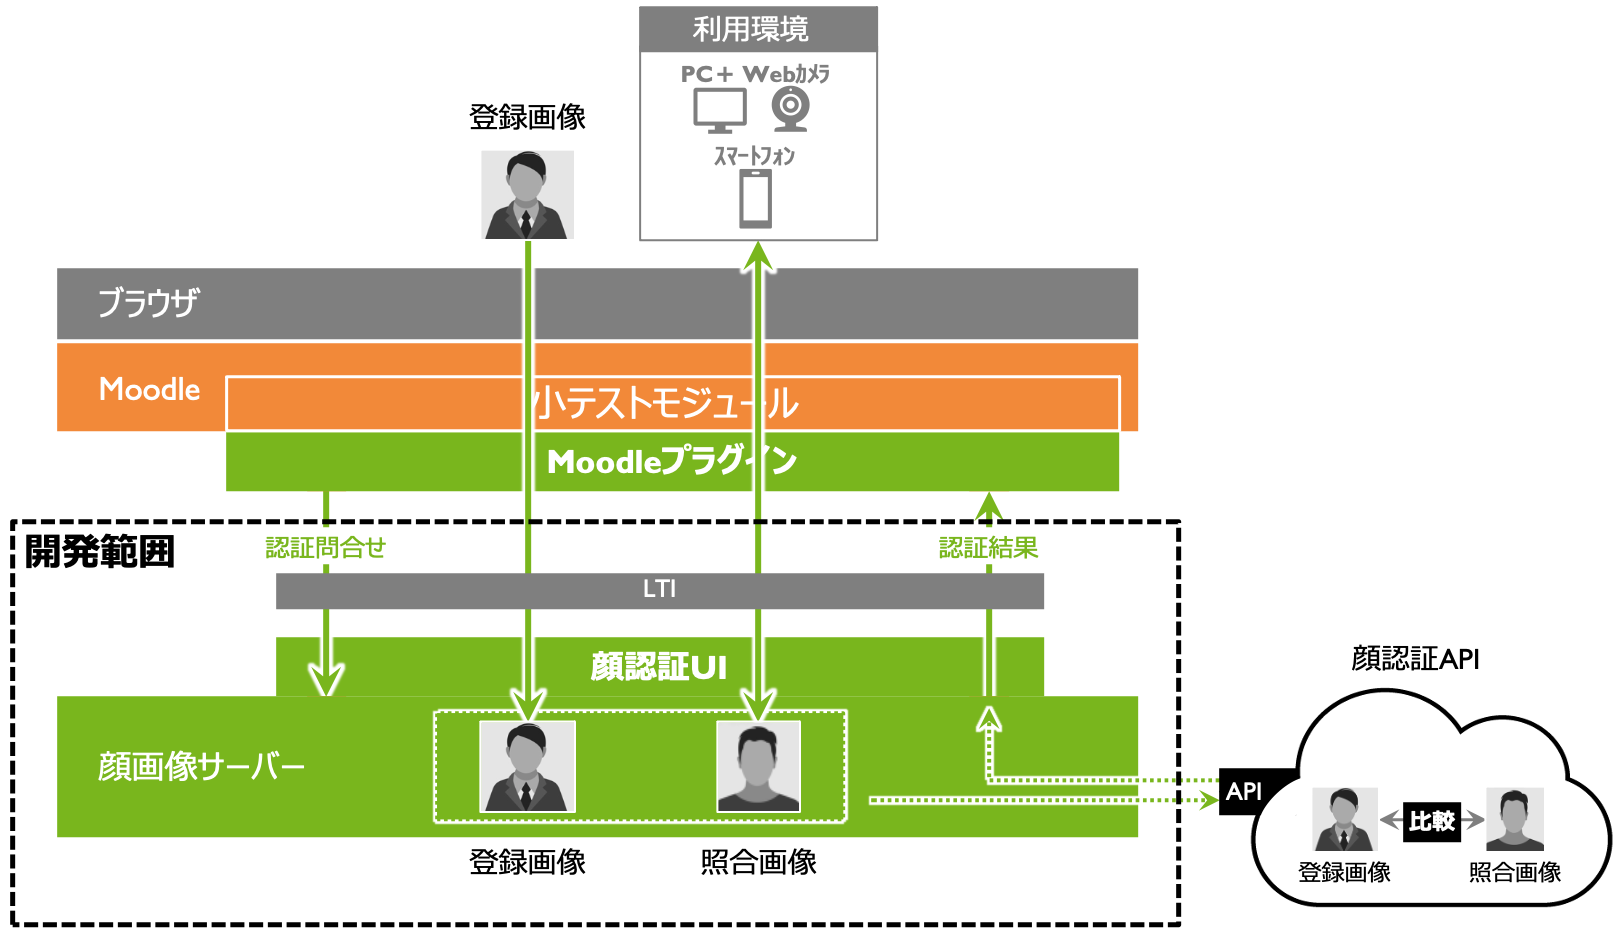 利用環境
PC+ Webカメラ
スマートフォン
登録画像
ブラウザ
Moodle
小テストモジュール
Moodleプラグイン
開発範囲
認証問合せ
認証結果
LTI
顔認証UI
顔画像サーバー
登録画像
照合画像
顔認証API
API
比較
登録画像
照合画像